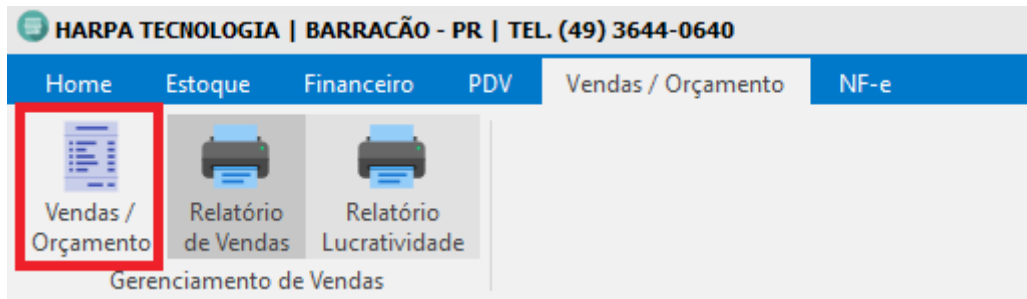 HARPA TECNOLOGIA | BARRACÃO - PR | TEL. (49) 3644-0640
Home Estoque Financeiro PDV Vendas / Orçamento NF-e
Vendas /
Orçamento
Relatório
de Vendas
Relatório
Lucratividade
Gerenciamento de Vendas